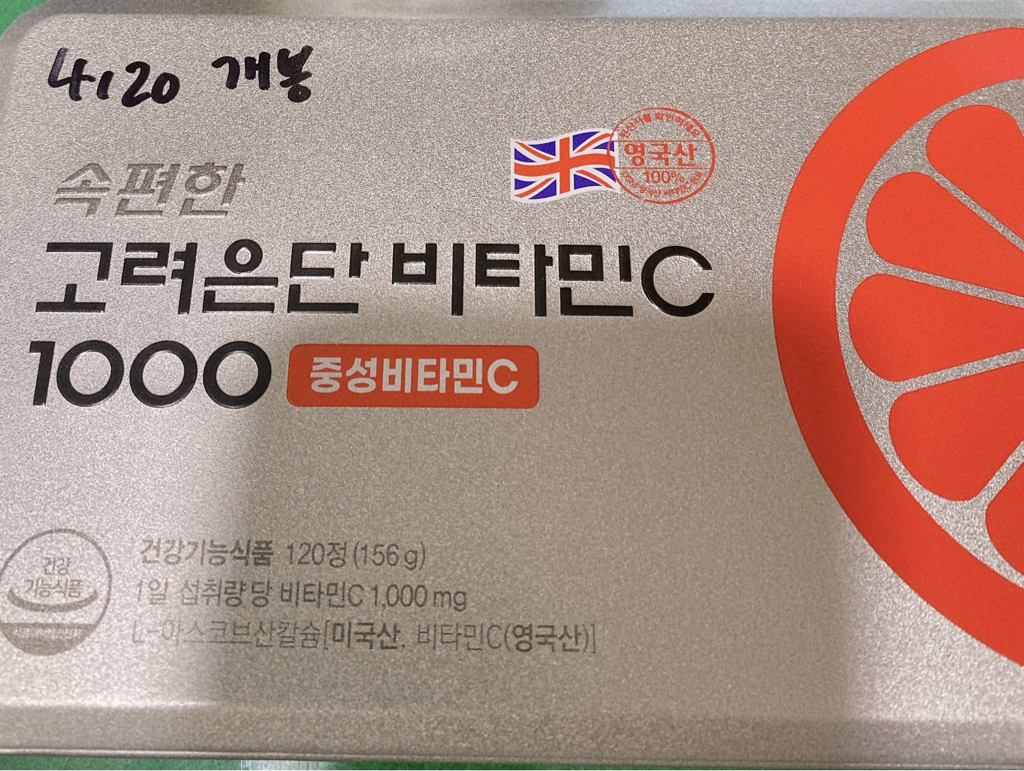 4120 개봉
영국산
100%
속편한
고려은단 비타민C
1000 중성비타민C
건강
기능식품
건강기능식품 120정(156g)
1일 섭취량당 비타민C 1,000mg
L-아스코브산칼슘[미국산, 비타민C(영국산)]